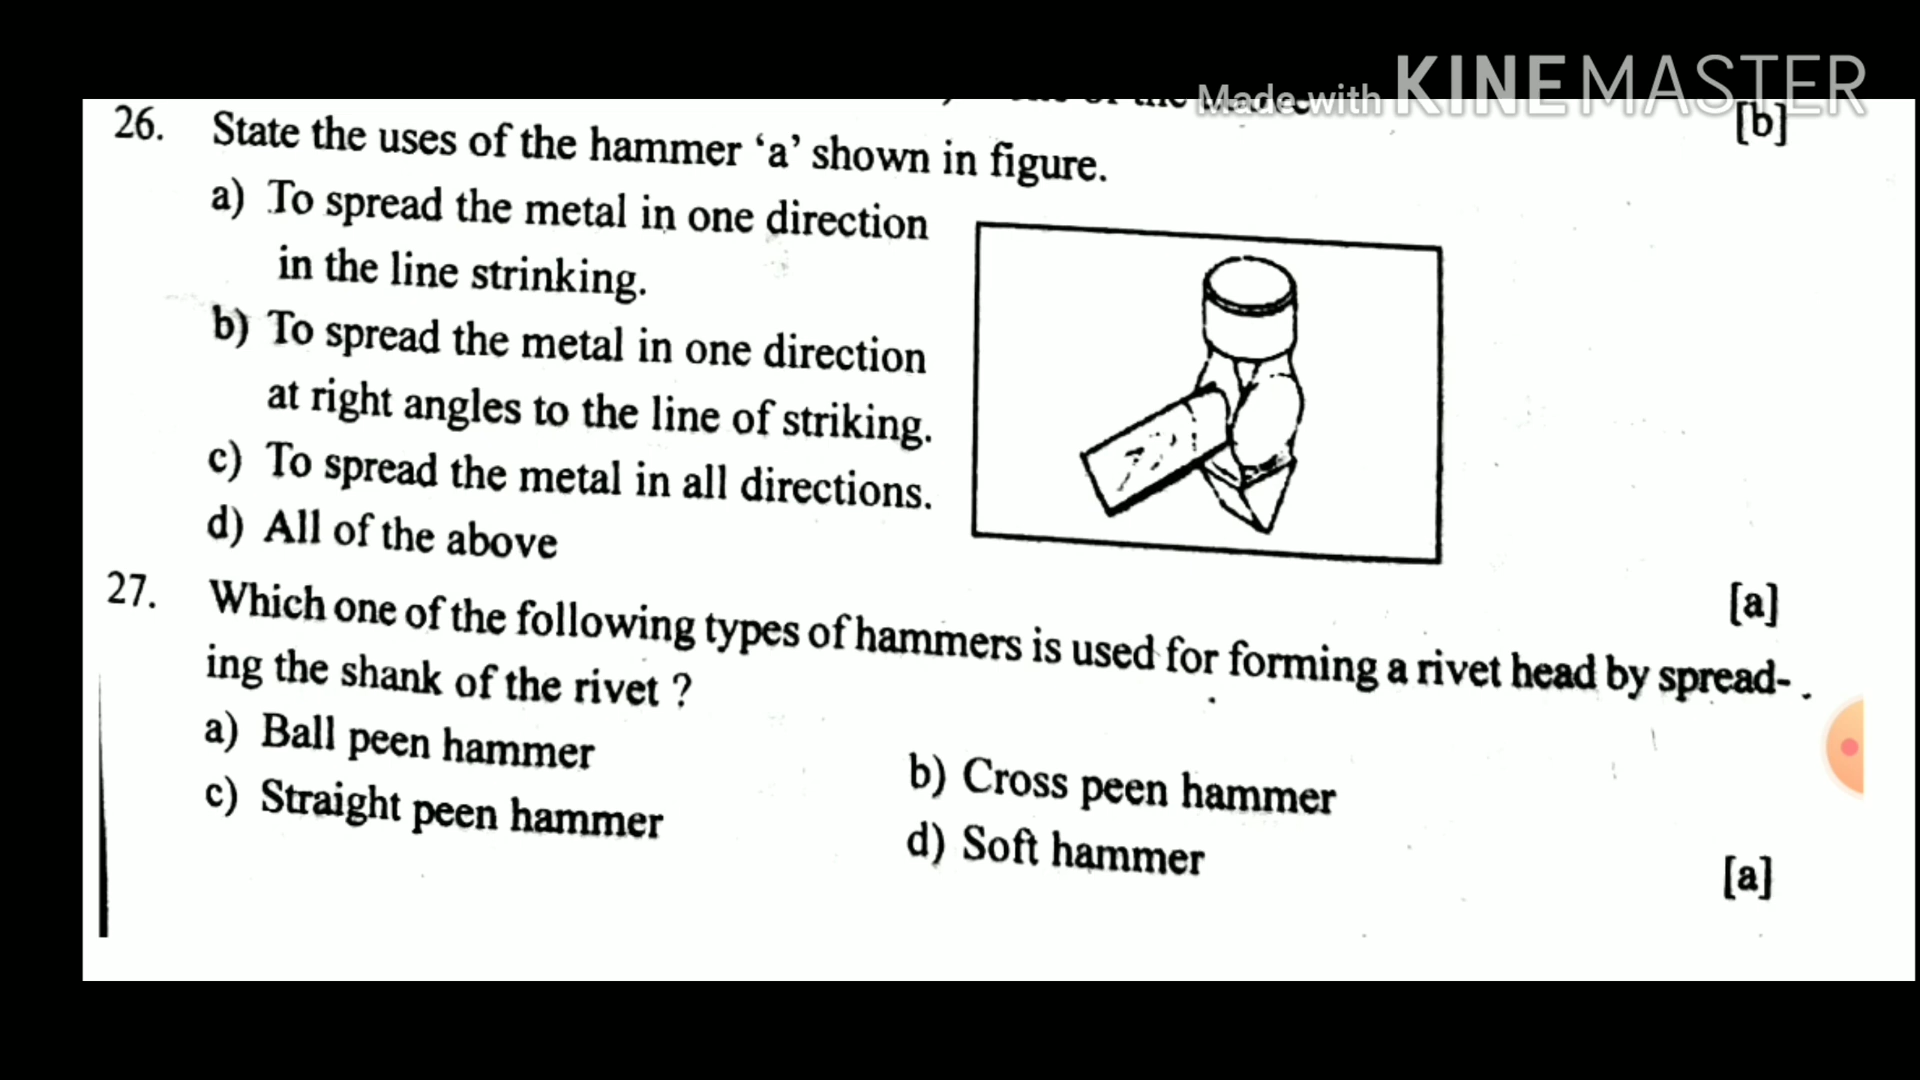 Made with KINEMASTER
[b]
26. State the uses of the hammer ‘a’ shown in figure.
a) To spread the metal in one direction
in the line strinking.
b) To spread the metal in one direction
at right angles to the line of striking.
c) To spread the metal in all directions.
d) All of the above
[a]
27. Which one of the following types of hammers is used for forming a rivet head by spread-
ing the shank of the rivet ?
a) Ball peen hammer
b) Cross peen hammer
c) Straight peen hammer
d) Soft hammer
[a]